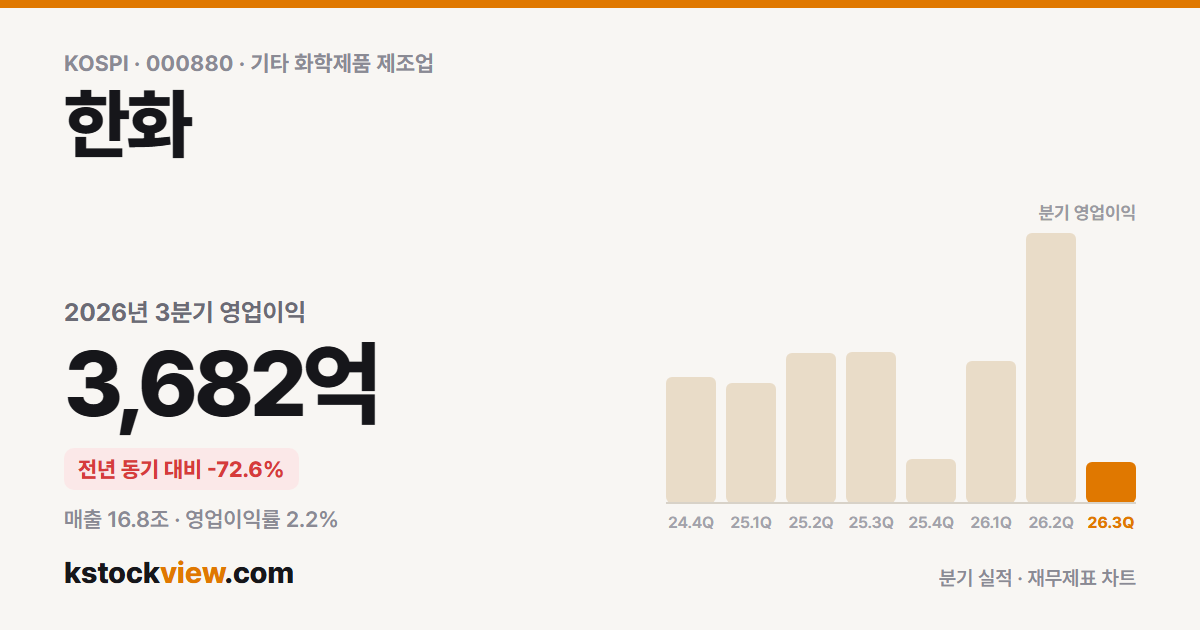 KOSPI · 000880 · 기타 화학제품 제조업
한화
분기 영업이익
2026년 3분기 영업이익
3,682억
전년 동기 대비 -72.6%
매출 16.8조 · 영업이익률 2.2%
24.4Q 25.1Q 25.2Q 25.3Q 25.4Q 26.1Q 26.2Q 26.3Q
kstockview.com
분기 실적 · 재무제표 차트